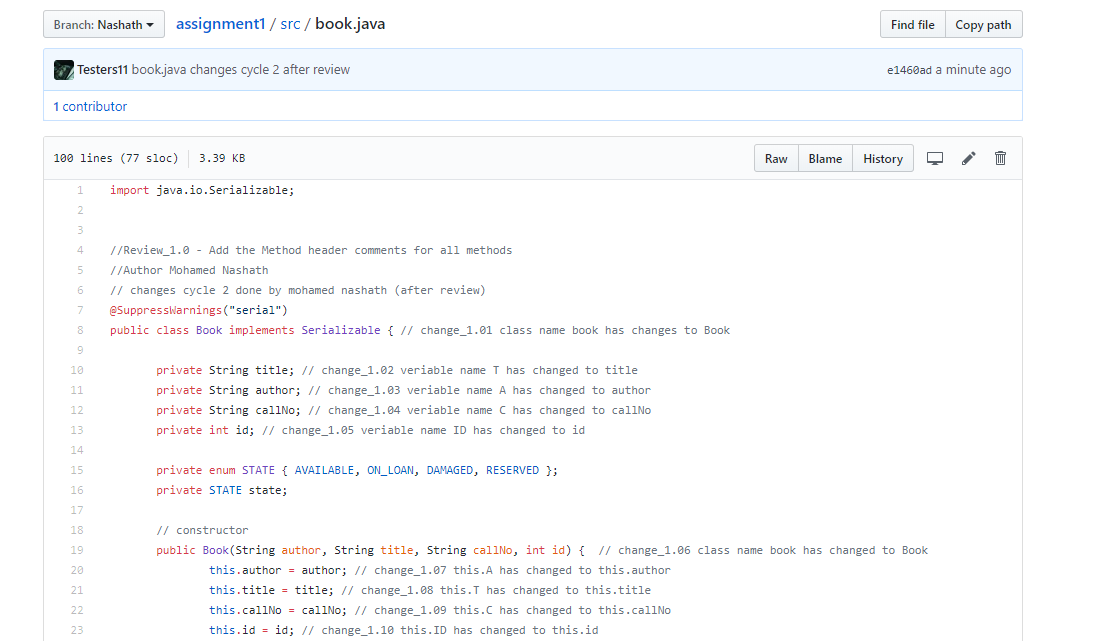 Branch: Nashath assignment1 / src / book.java Find file Copy path
Testers11 book.java changes cycle 2 after review e1460ad a minute ago
1 contributor
100 lines (77 sloc) 3.39 KB Raw Blame History
1 import java.io.Serializable;
2
3
4 //Review_1.0 - Add the Method header comments for all methods
5 //Author Mohamed Nashath
6 // changes cycle 2 done by mohamed nashath (after review)
7 @SuppressWarnings("serial")
8 public class Book implements Serializable { // change_1.01 class name book has changes to Book
9
10 private String title; // change_1.02 veriable name T has changed to title
11 private String author; // change_1.03 veriable name A has changed to author
12 private String callNo; // change_1.04 veriable name C has changed to callNo
13 private int id; // change_1.05 veriable name ID has changed to id
14
15 private enum STATE { AVAILABLE, ON_LOAN, DAMAGED, RESERVED };
16 private STATE state;
17
18 // constructor
19 public Book(String author, String title, String callNo, int id) { // change_1.06 class name book has changed to Book
20 this.author = author; // change_1.07 this.A has changed to this.author
21 this.title = title; // change_1.08 this.T has changed to this.title
22 this.callNo = callNo; // change_1.09 this.C has changed to this.callNo
23 this.id = id; // change_1.10 this.ID has changed to this.id